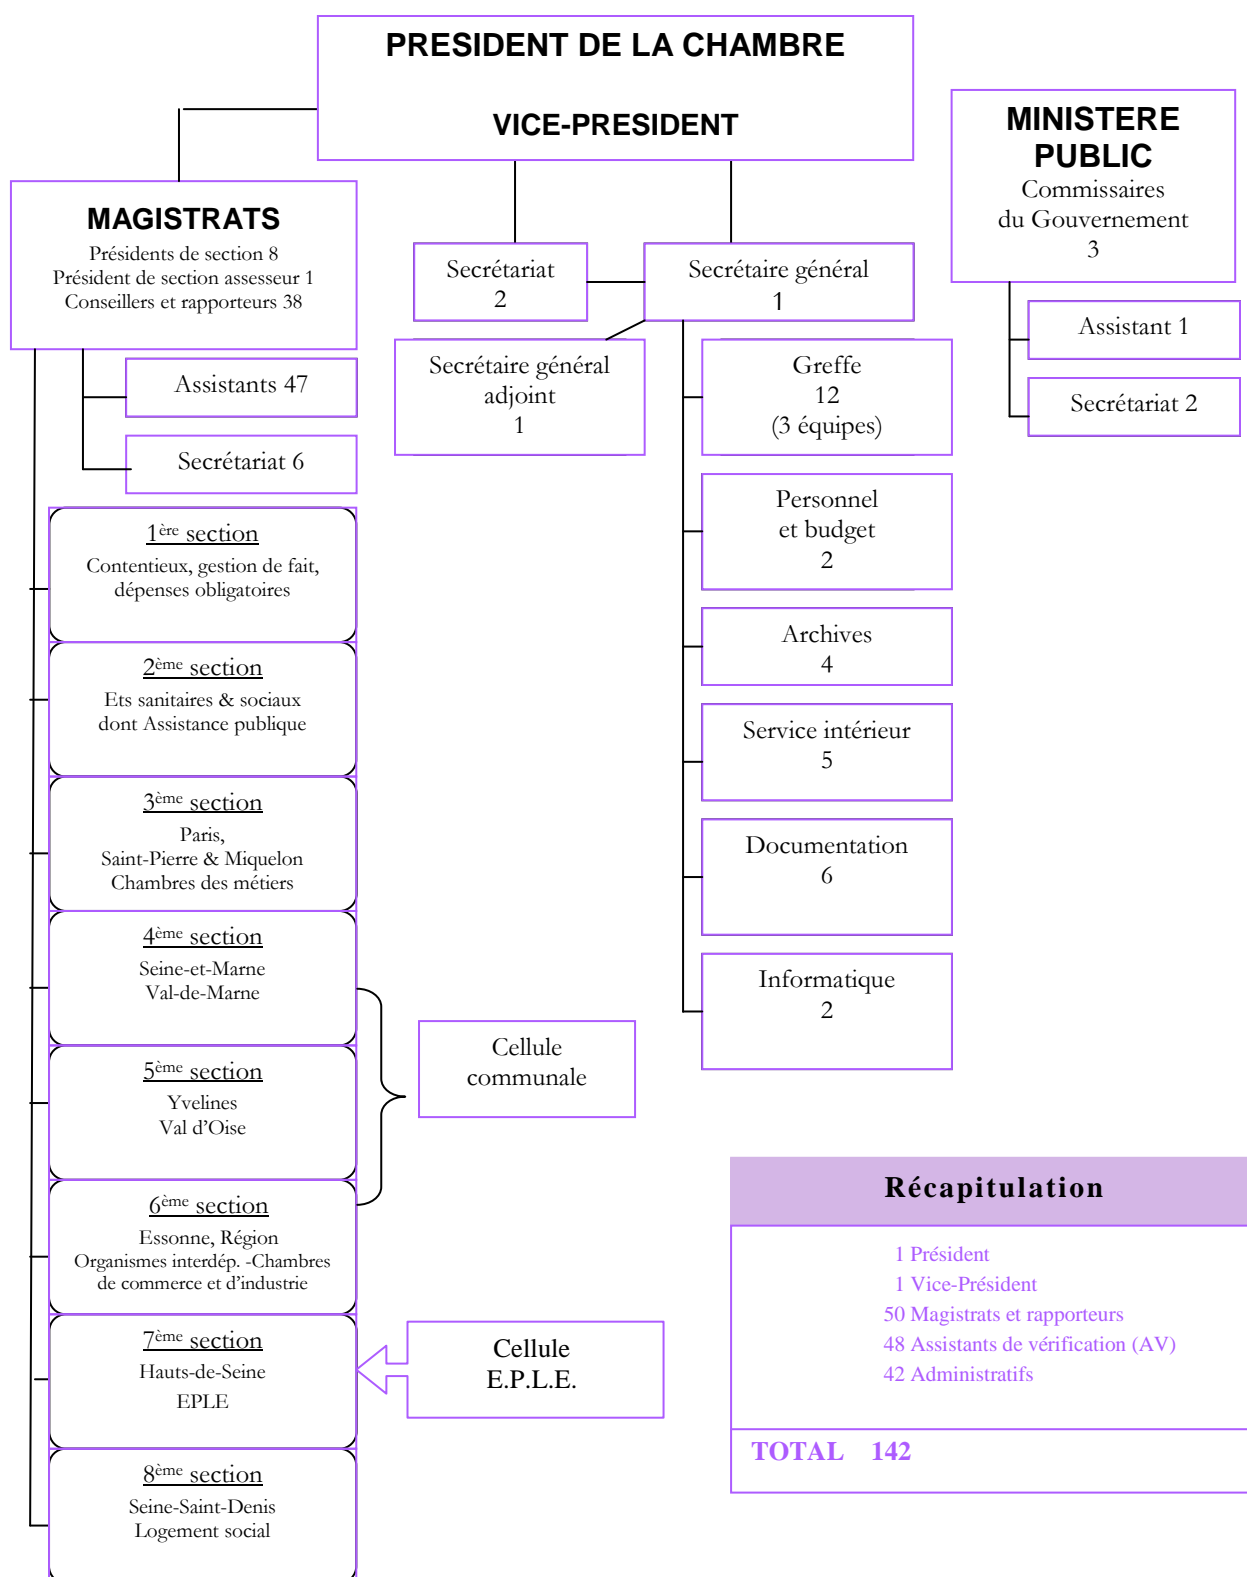 PRESIDENT DE LA CHAMBRE
VICE-PRESIDENT
MINISTERE
PUBLIC
Commissaires
du Gouvernement
3
Assistant 1
Secrétariat 2
MAGISTRATS
Présidents de section 8
Président de section assesseur 1
Conseillers et rapporteurs 38
Assistants 47
Secrétariat 6
Secrétariat
2
Secrétaire général
1
Secrétaire général
adjoint
1
Greffe
12
(3 équipes)
Personnel
et budget
2
Archives
4
Service intérieur
5
Documentation
6
Informatique
2
1ère section
Contentieux, gestion de fait,
dépenses obligatoires
2ème section
Ets sanitaires & sociaux
dont Assistance publique
3ème section
Paris,
Saint-Pierre & Miquelon
Chambres des métiers
4ème section
Seine-et-Marne
Val-de-Marne
5ème section
Yvelines
Val d’Oise
6ème section
Essonne, Région
Organismes interdép. -Chambres
de commerce et d’industrie
7ème section
Hauts-de-Seine
EPLE
8ème section
Seine-Saint-Denis
Logement social
Cellule
communale
Cellule
E.P.L.E.
Récapitulation
1 Président
1 Vice-Président
50 Magistrats et rapporteurs
48 Assistants de vérification (AV)
42 Administratifs
TOTAL 142